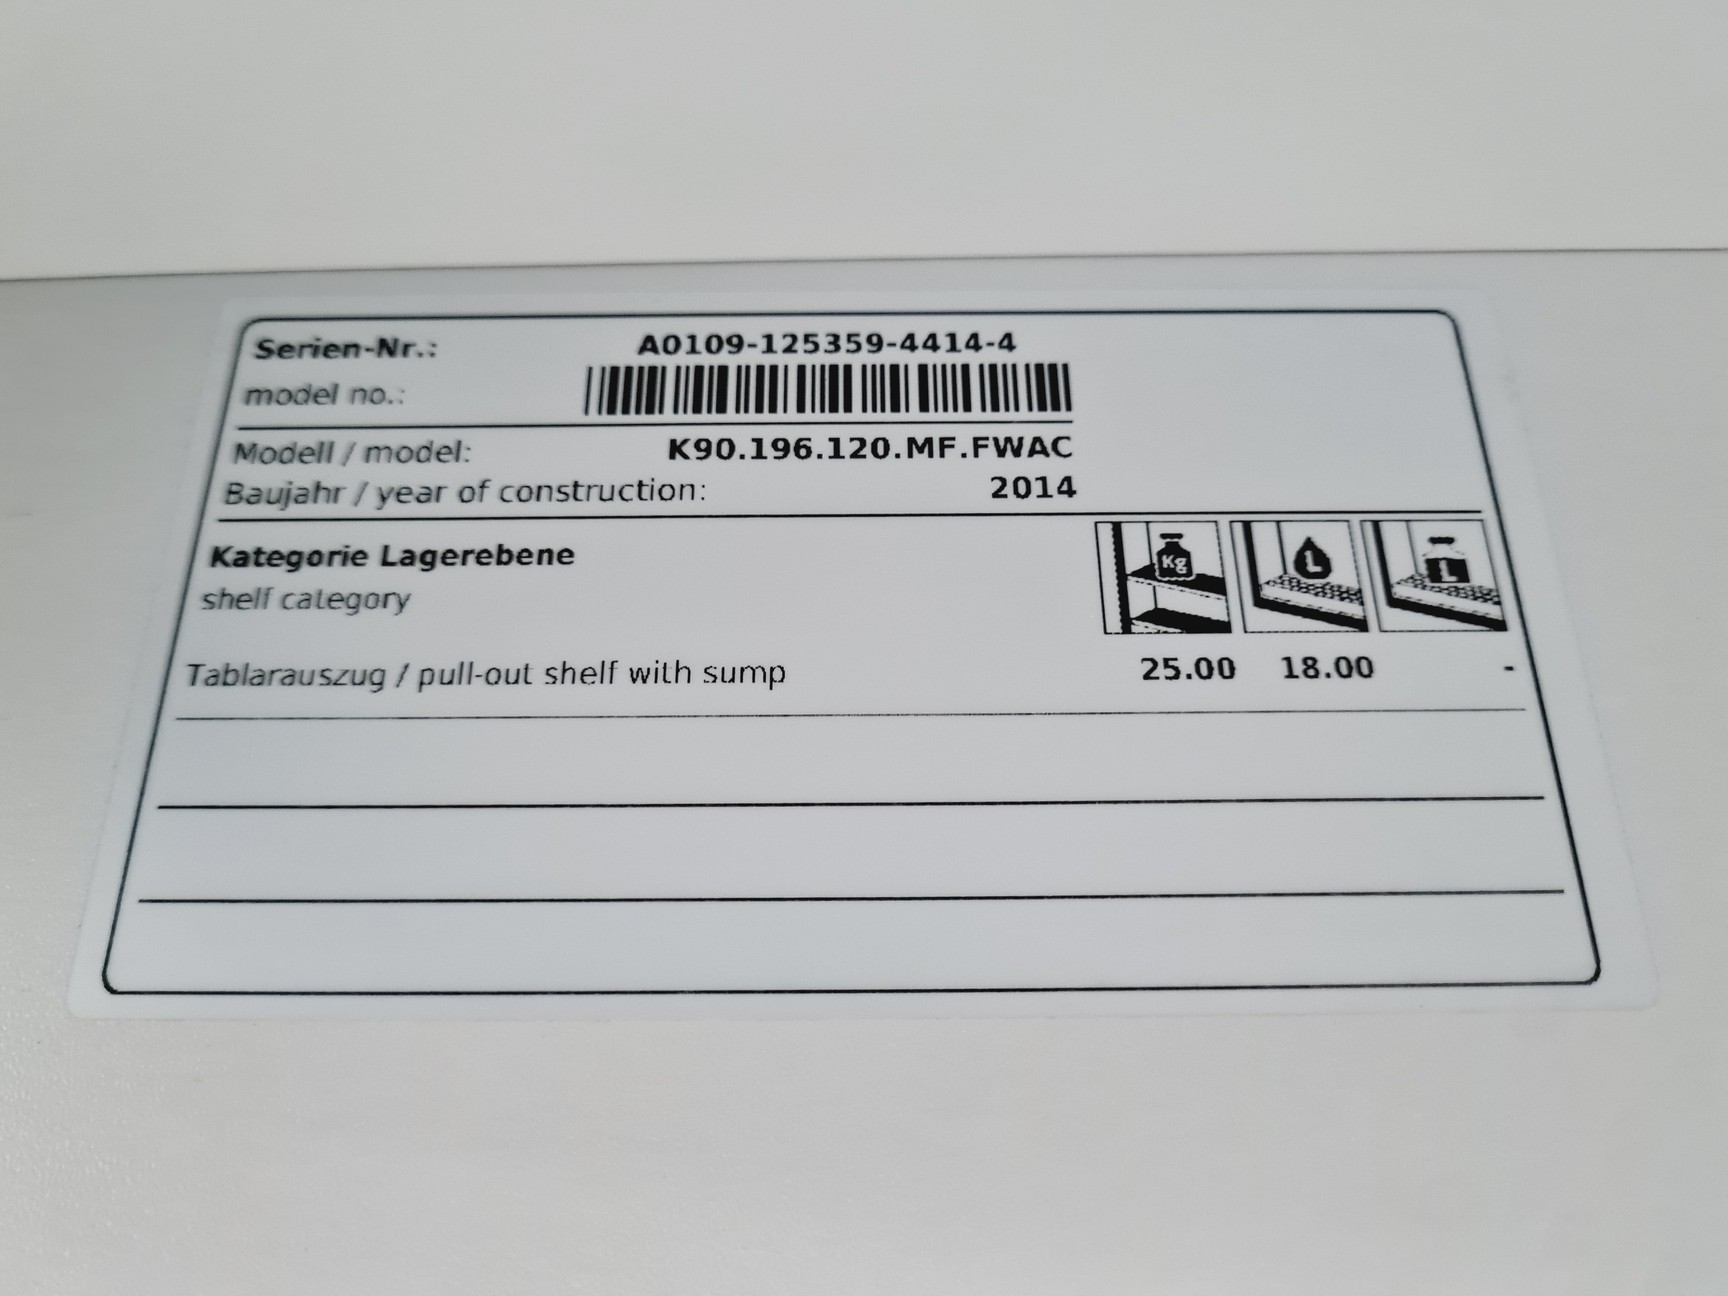 Serien-Nr.: A0109-125359-4414-4
model no.:
Modell / model: K90.196.120.MF.FWAC
Baujahr / year of construction: 2014
Kategorie Lagerebene
shelf category
Kg L L
Tablarauszug / pull-out shelf with sump 25.00 18.00 -